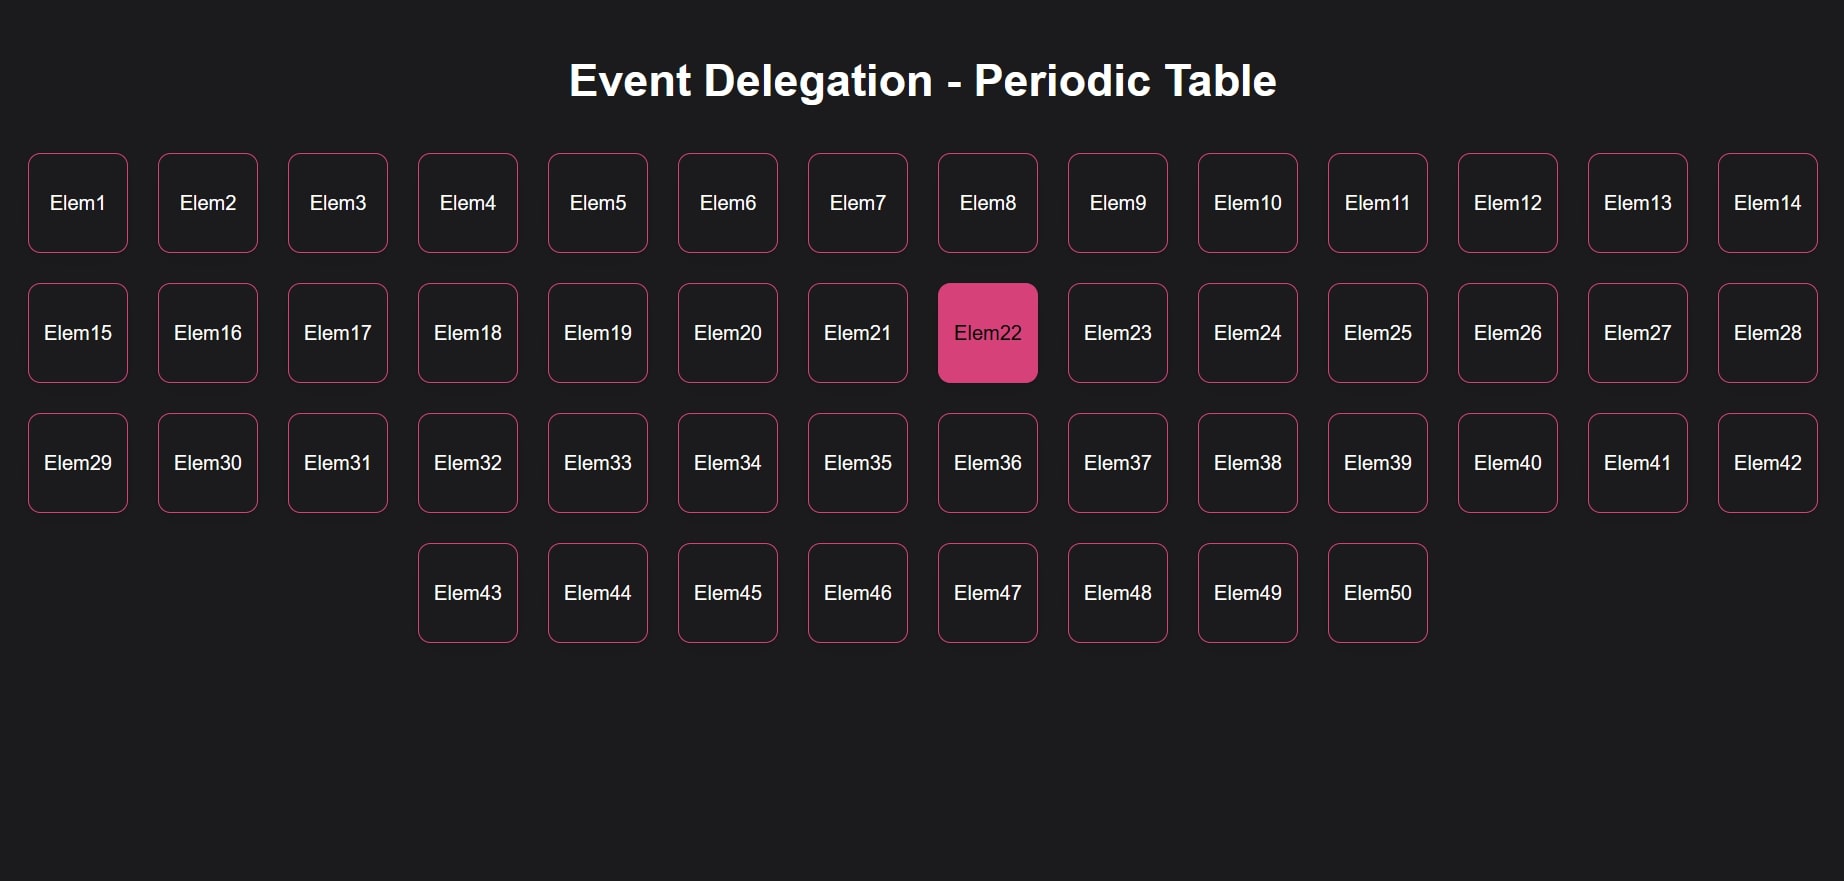 Event Delegation - Periodic Table
Elem1 Elem2 Elem3 Elem4 Elem5 Elem6 Elem7 Elem8 Elem9 Elem10 Elem11 Elem12 Elem13 Elem14
Elem15 Elem16 Elem17 Elem18 Elem19 Elem20 Elem21 Elem22 Elem23 Elem24 Elem25 Elem26 Elem27 Elem28
Elem29 Elem30 Elem31 Elem32 Elem33 Elem34 Elem35 Elem36 Elem37 Elem38 Elem39 Elem40 Elem41 Elem42
Elem43 Elem44 Elem45 Elem46 Elem47 Elem48 Elem49 Elem50